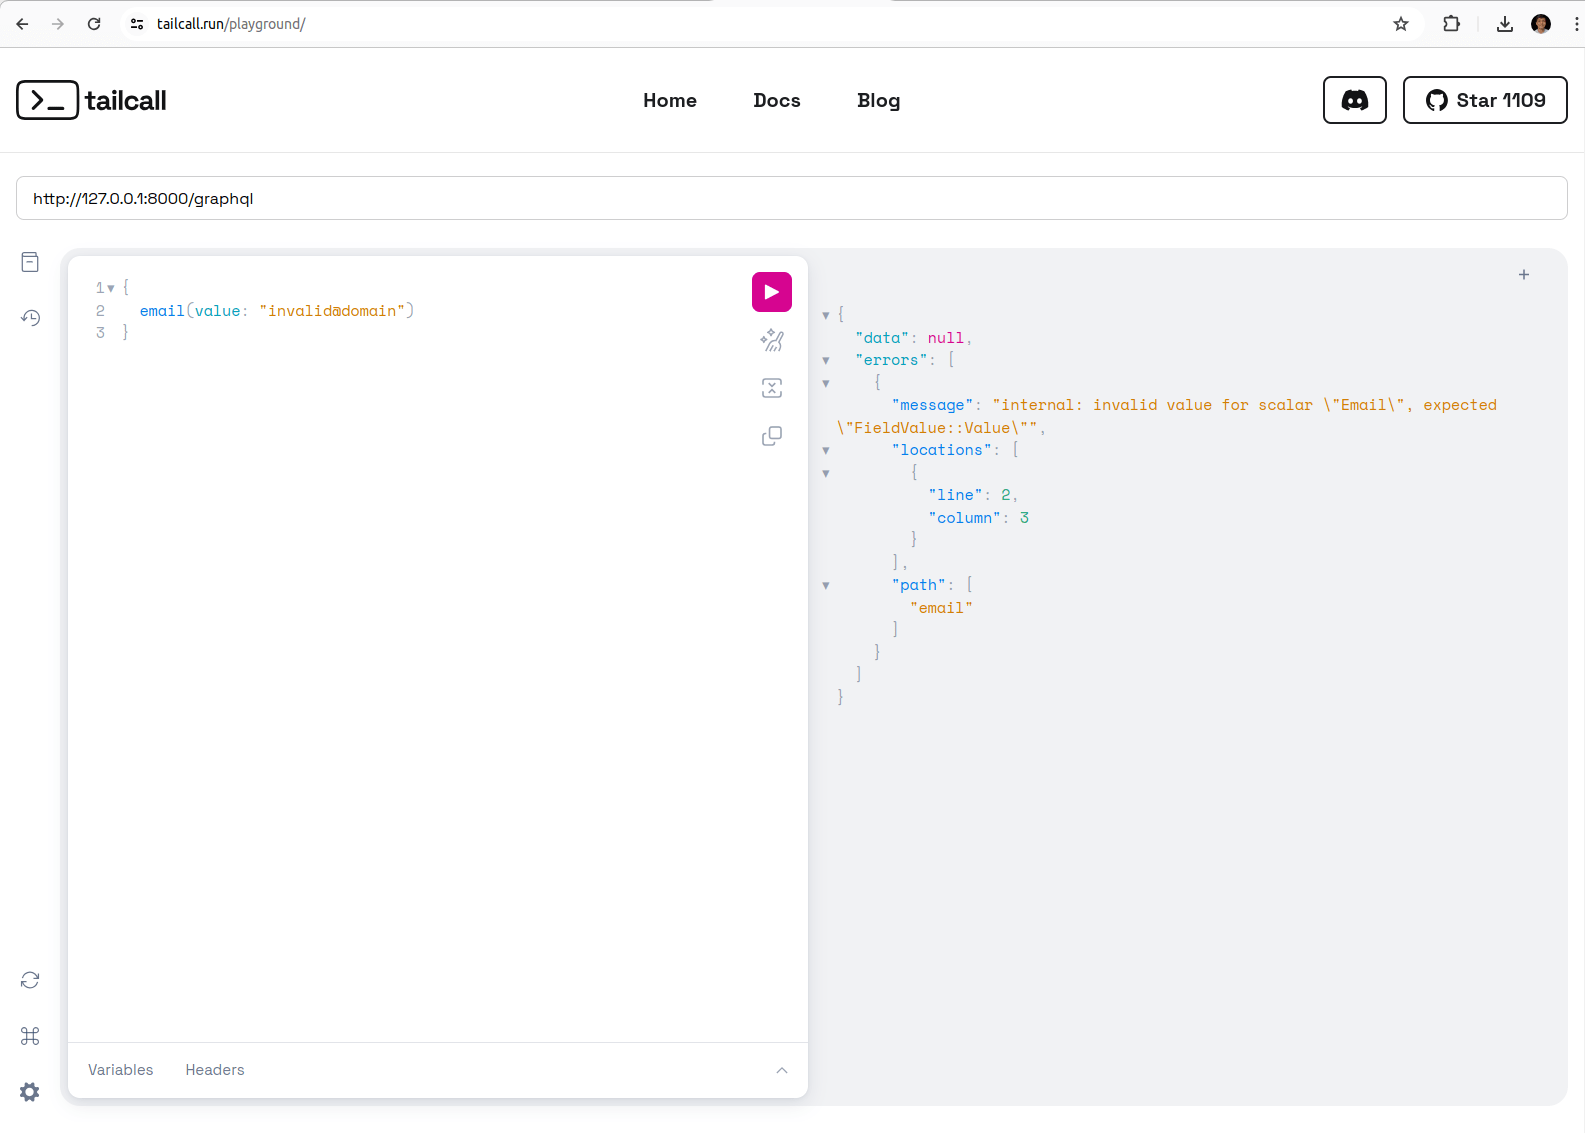 tailcall.run/playground/
tailcall
Home
Docs
Blog
Star 1109
http://127.0.0.1:8000/graphql
1 {
2 email(value: "invalid@domain")
3 }
{
"data": null,
"errors": [
{
"message": "internal: invalid value for scalar \"Email\", expected
\"FieldValue::Value\"",
"locations": [
{
"line": 2,
"column": 3
}
],
"path": [
"email"
]
}
]
}
Variables
Headers